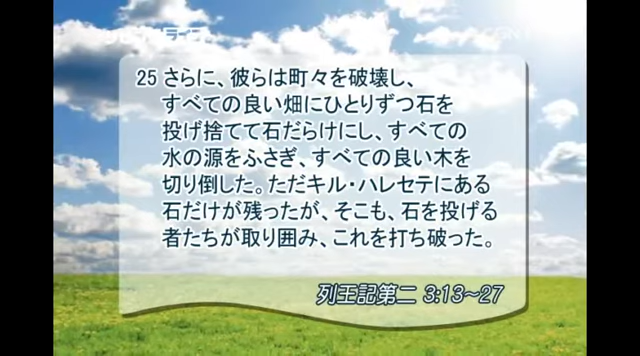 25 さらに、彼らは町々を破壊し、
すべての良い畑にひとりずつ石を
投げ捨てて石だらけにし、すべての
水の源をふさぎ、すべての良い木を
切り倒した。ただキル・ハレセテにある
石だけが残ったが、そこも、石を投げる
者たちが取り囲み、これを打ち破った。
列王記第二 3:13～27